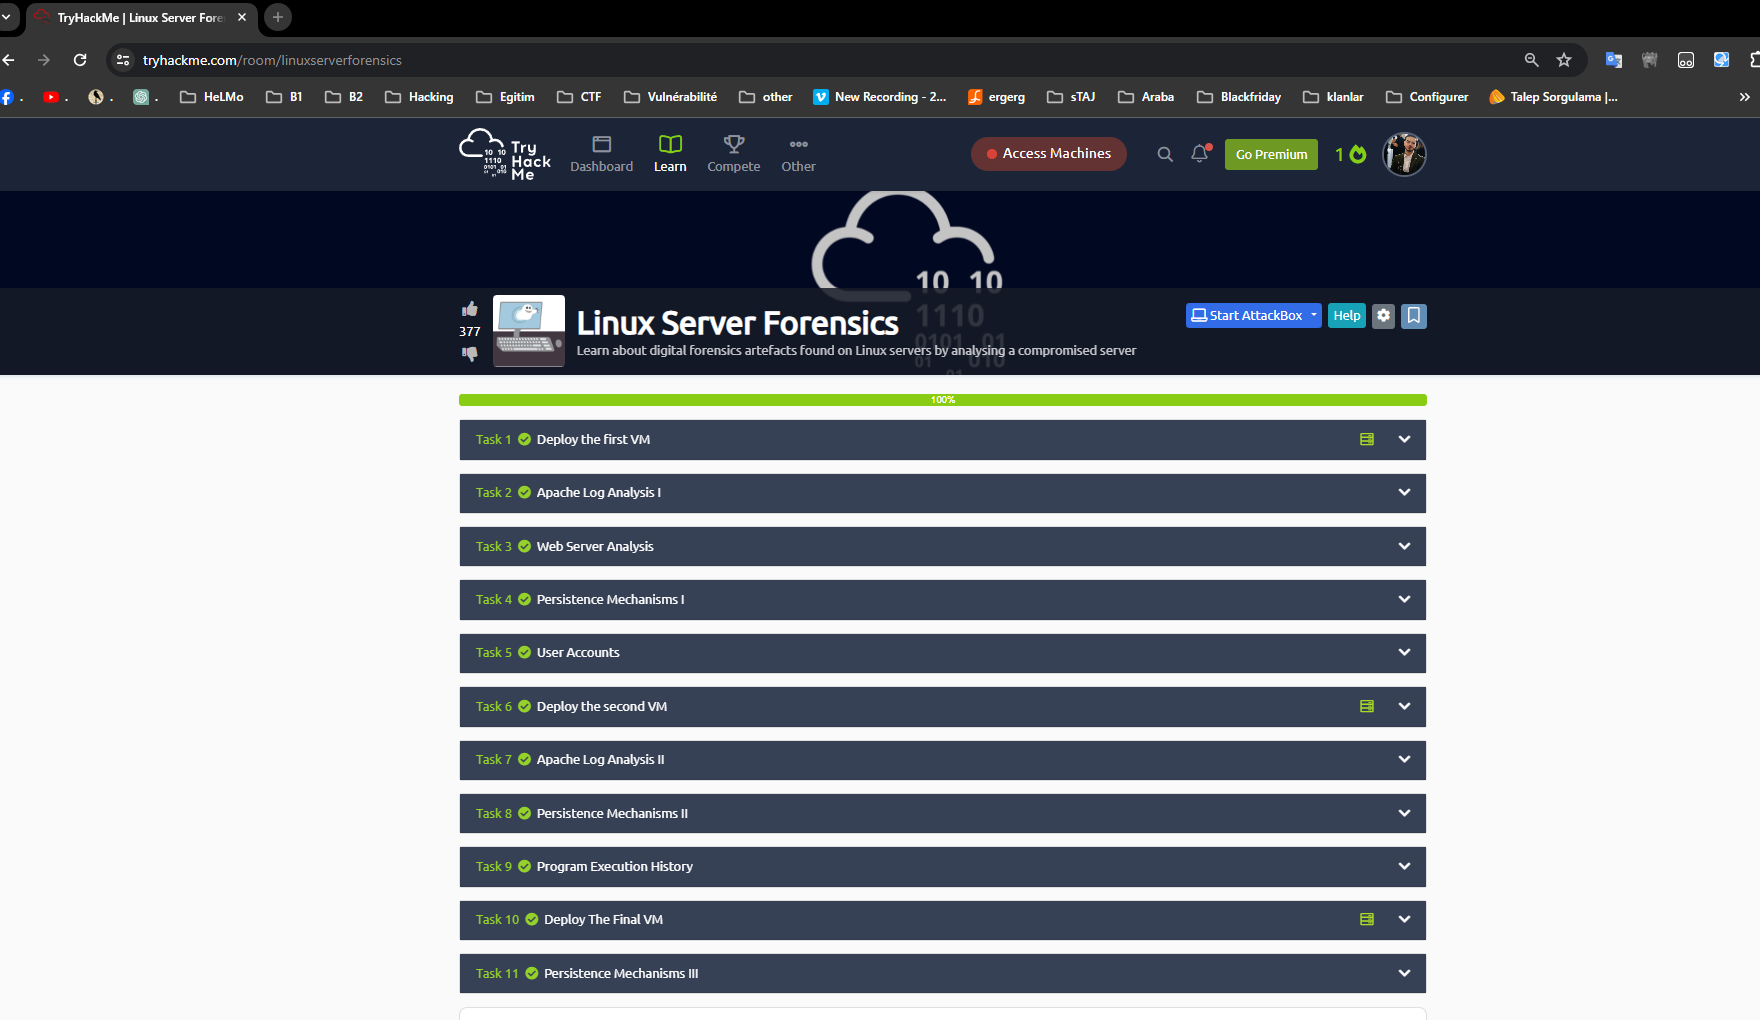 TryHackMe | Linux Server Fore
tryhackme.com/room/linuxserverforensics
. . . . HeLMo B1 B2 Hacking Egitim CTF Vulnérabilité other New Recording - 2... ergerg sTAJ Araba Blackfriday klanlar Configurer Talep Sorgulama |...
Try Hack Me
Dashboard Learn Compete Other Access Machines Go Premium 1
10 10
1110
377
Linux Server Forensics
Start AttackBox Help
Learn about digital forensics artefacts found on Linux servers by analysing a compromised server
100%
Task 1 Deploy the first VM
Task 2 Apache Log Analysis I
Task 3 Web Server Analysis
Task 4 Persistence Mechanisms I
Task 5 User Accounts
Task 6 Deploy the second VM
Task 7 Apache Log Analysis II
Task 8 Persistence Mechanisms II
Task 9 Program Execution History
Task 10 Deploy The Final VM
Task 11 Persistence Mechanisms III